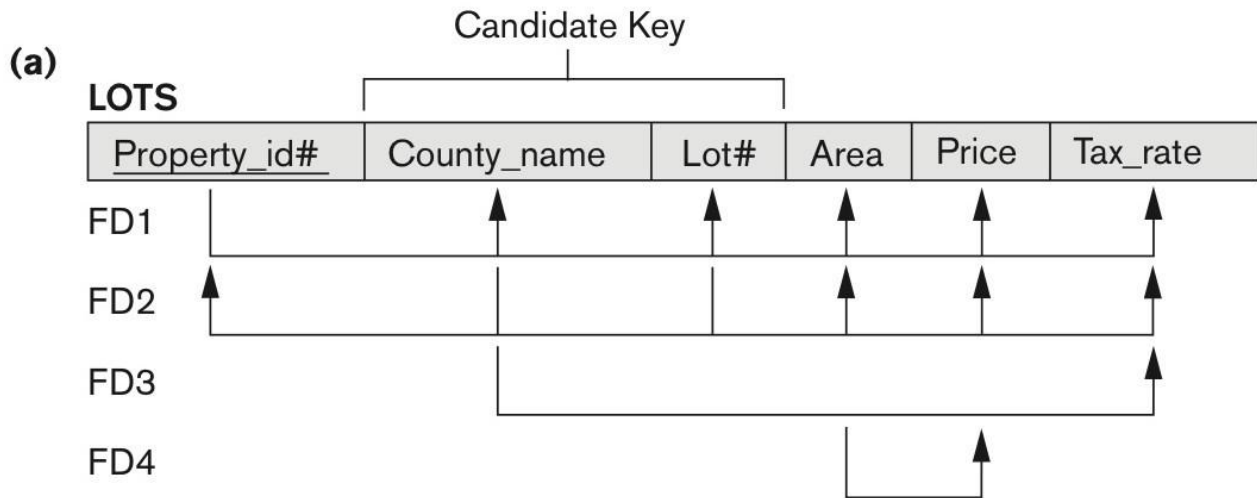 Candidate Key
(a)
LOTS
Property_id# County_name Lot# Area Price Tax_rate
FD1
FD2
FD3
FD4